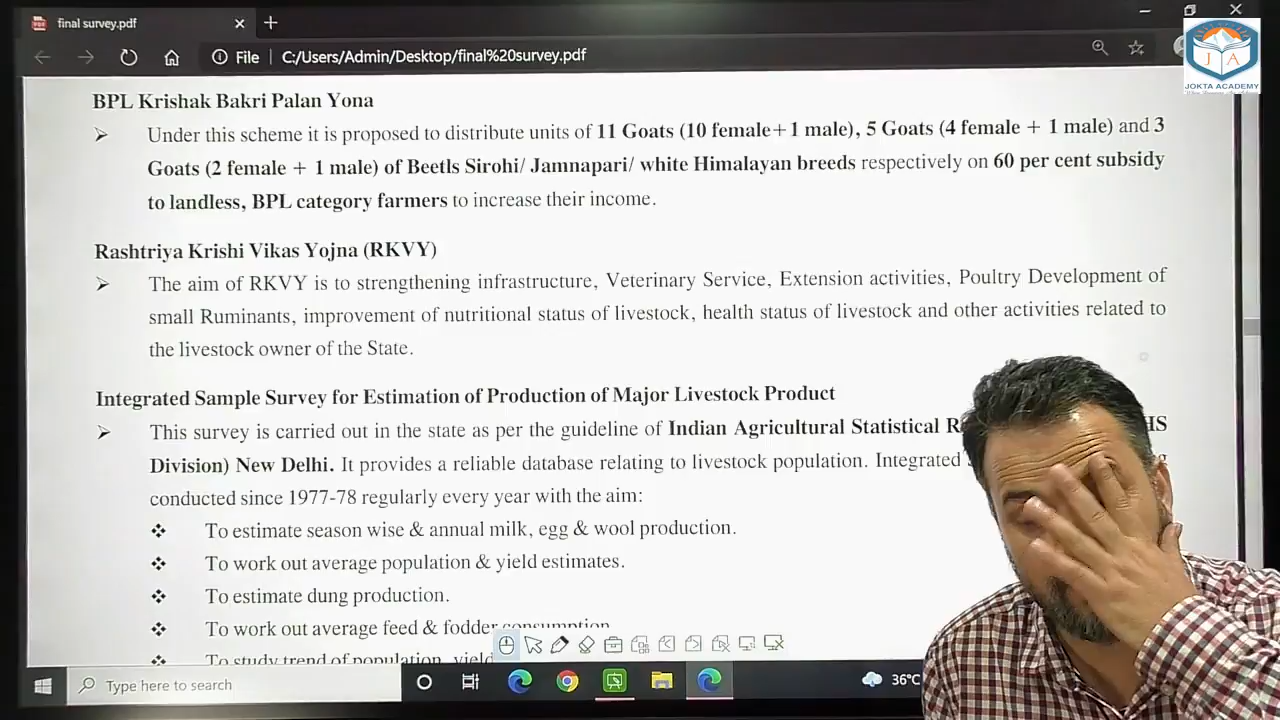 final survey.pdf
File
C:/Users/Admin/Desktop/final%20survey.pdf
JA
JOKTA ACADEMY
BPL Krishak Bakri Palan Yona
Under this scheme it is proposed to distribute units of 11 Goats (10 female+1 male), 5 Goats (4 female + 1 male) and 3
Goats (2 female + 1 male) of Beetls Sirohi/ Jamnapari/ white Himalayan breeds respectively on 60 per cent subsidy
to landless, BPL category farmers to increase their income.
Rashtriya Krishi Vikas Yojna (RKVY)
The aim of RKVY is to strengthening infrastructure, Veterinary Service, Extension activities, Poultry Development of
small Ruminants, improvement of nutritional status of livestock, health status of livestock and other activities related to
the livestock owner of the State.
Integrated Sample Survey for Estimation of Production of Major Livestock Product
This survey is carried out in the state as per the guideline of Indian Agricultural Statistical
Division) New Delhi. It provides a reliable database relating to livestock population. Integrated
conducted since 1977-78 regularly every year with the aim:
To estimate season wise & annual milk, egg & wool production.
To work out average population & yield estimates.
To estimate dung production.
To work out average feed & fodder consumption
To study trend of population, yield
Type here to search
36°C